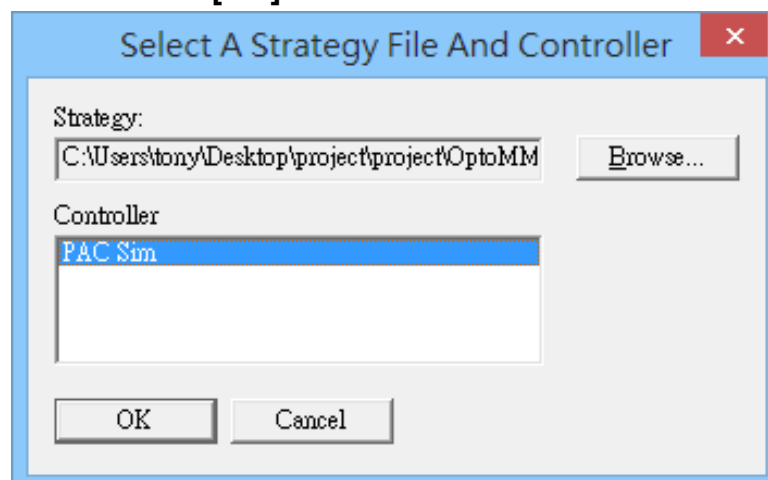 Select A Strategy File And Controller
Strategy:
C:\Users\tony\Desktop\project\project\OptoMM
Browse...
Controller
PAC Sim
OK
Cancel